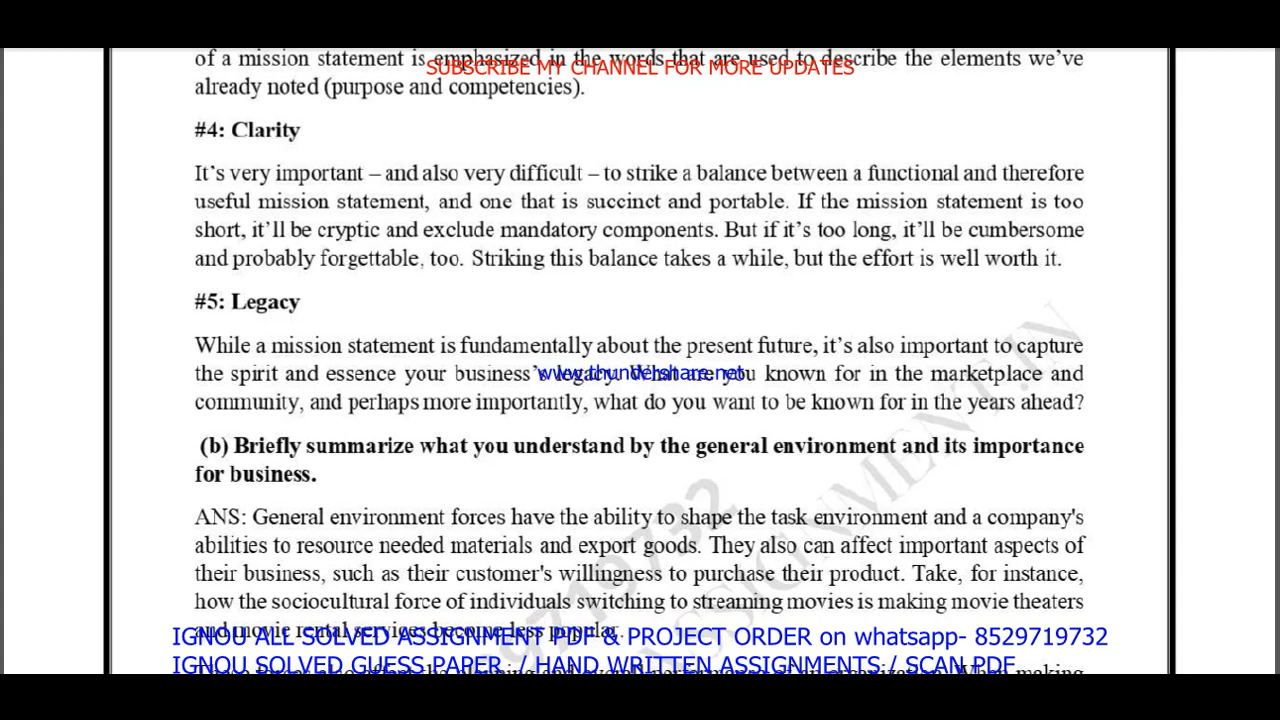 of a mission statement is emphasized in the words that are used to describe the elements we've
SUBSCRIBE MY CHANNEL FOR MORE UPDATES
already noted (purpose and competencies).
#4: Clarity
It's very important – and also very difficult – to strike a balance between a functional and therefore
useful mission statement, and one that is succinct and portable. If the mission statement is too
short, it'll be cryptic and exclude mandatory components. But if it's too long, it'll be cumbersome
and probably forgettable, too. Striking this balance takes a while, but the effort is well worth it.
#5: Legacy
While a mission statement is fundamentally about the present future, it's also important to capture
the spirit and essence your business's legacy. What are you known for in the marketplace and
www.thundershare.net
community, and perhaps more importantly, what do you want to be known for in the years ahead?
(b) Briefly summarize what you understand by the general environment and its importance
for business.
ANS: General environment forces have the ability to shape the task environment and a company's
abilities to resource needed materials and export goods. They also can affect important aspects of
their business, such as their customer's willingness to purchase their product. Take, for instance,
how the sociocultural force of individuals switching to streaming movies is making movie theaters
and movie rental services become less popular.
IGNOU ALL SOLVED ASSIGNMENT PDF & PROJECT ORDER on whatsapp- 8529719732
IGNOU SOLVED GUESS PAPER / HAND WRITTEN ASSIGNMENTS / SCAN PDF